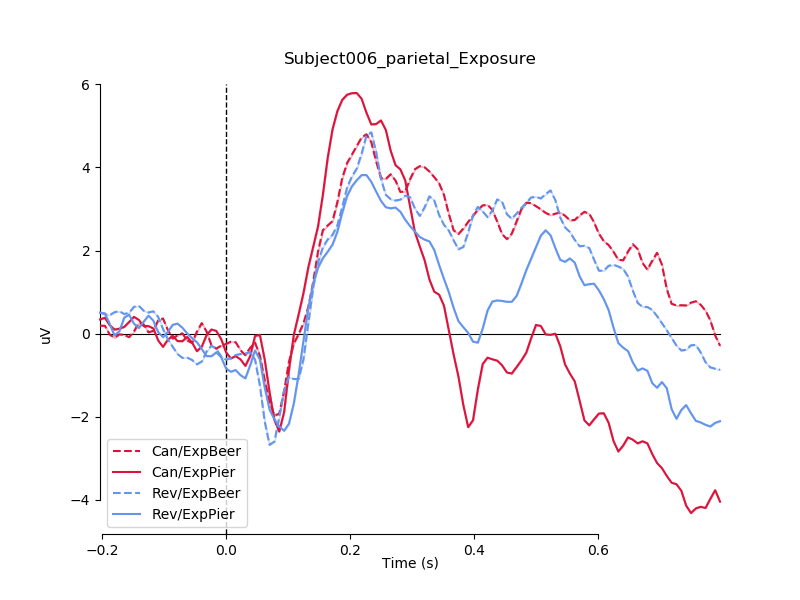 Subject006_parietal_Exposure
6
4
2
0
−2
−4
uV
Can/ExpBeer
Can/ExpPier
Rev/ExpBeer
Rev/ExpPier
−0.2
0.0
0.2
0.4
0.6
Time (s)